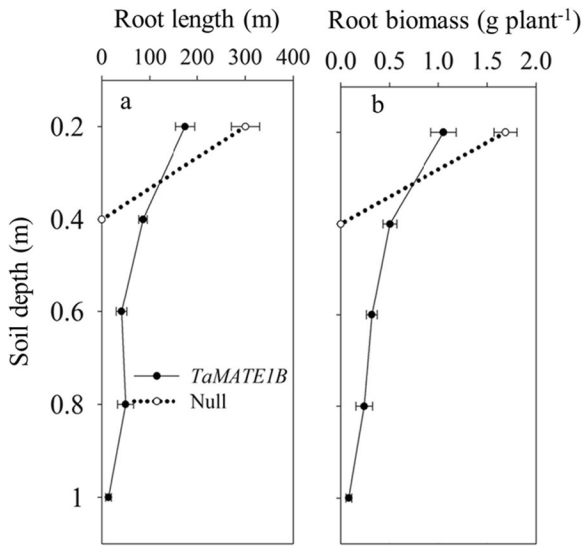 Root length (m)
0 100 200 300 400
a
Root biomass (g plant-1)
0.0 0.5 1.0 1.5 2.0
b
Soil depth (m)
0.2
0.4
0.6
0.8
1
TaMATE1B
Null